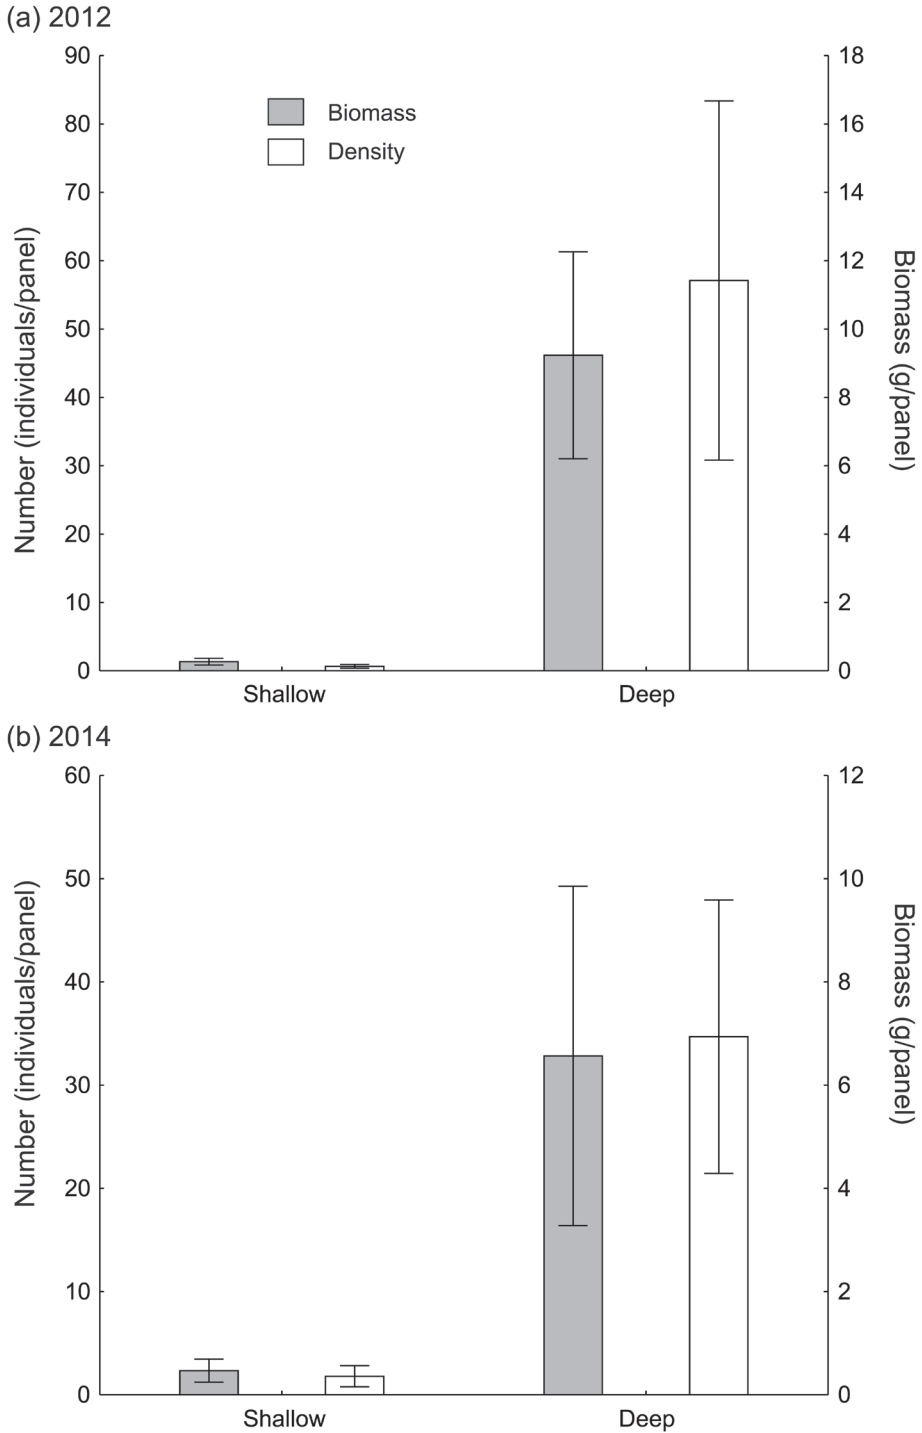 (a) 2012
90
80
70
60
50
40
30
20
10
0
Number (individuals/panel)
Biomass
Density
18
16
14
12
10
8
6
4
2
0
Biomass (g/panel)
Shallow
Deep
(b) 2014
60
50
40
30
20
10
0
Number (individuals/panel)
12
10
8
6
4
2
0
Biomass (g/panel)
Shallow
Deep